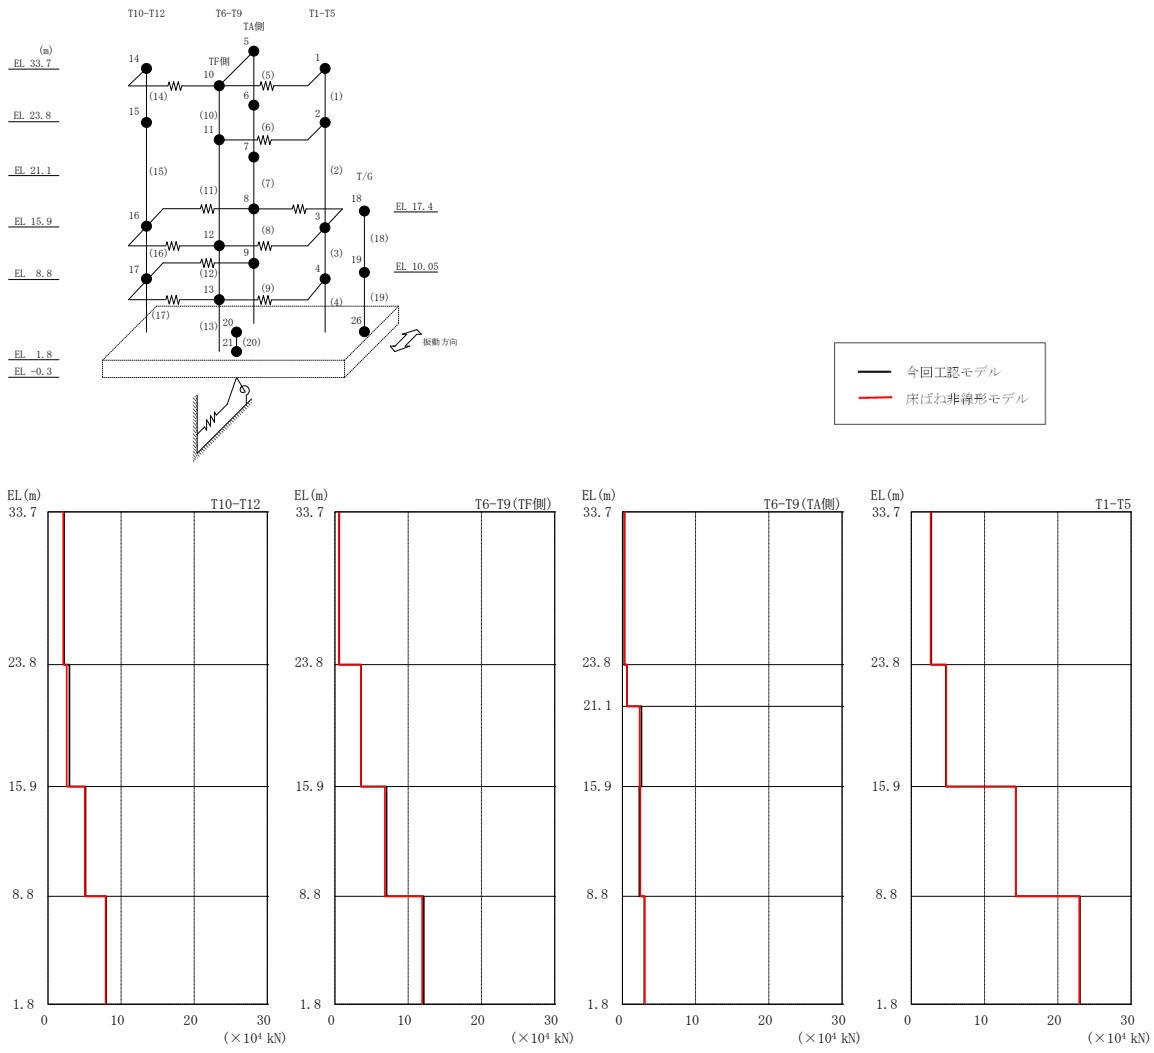 T10-T12
T6-T9
T1-T5
TA側
TF側
(m)
EL 33.7
EL 23.8
EL 21.1
EL 15.9
EL 8.8
EL 1.8
EL -0.3
14
5
1
10
(5)
(14)
(1)
6
15
(10)
2
11
(6)
7
(15)
(2)
T/G
(7)
(11)
18
8
EL 17.4
16
3
12
(18)
(8)
(16)
(3)
9
19
17
(12)
4
EL 10.05
13
(9)
(4)
(19)
(17)
(13)
20
26
21
(20)
振動方向
今回工認モデル
床ばね非線形モデル
EL(m)
T10-T12
33.7
23.8
15.9
8.8
1.8
0
10
20
30
(×10⁴ kN)
EL(m)
T6-T9(TF側)
33.7
23.8
15.9
8.8
1.8
0
10
20
30
(×10⁴ kN)
EL(m)
T6-T9(TA側)
33.7
23.8
21.1
15.9
8.8
1.8
0
10
20
30
(×10⁴ kN)
EL(m)
T1-T5
33.7
23.8
15.9
8.8
1.8
0
10
20
30
(×10⁴ kN)